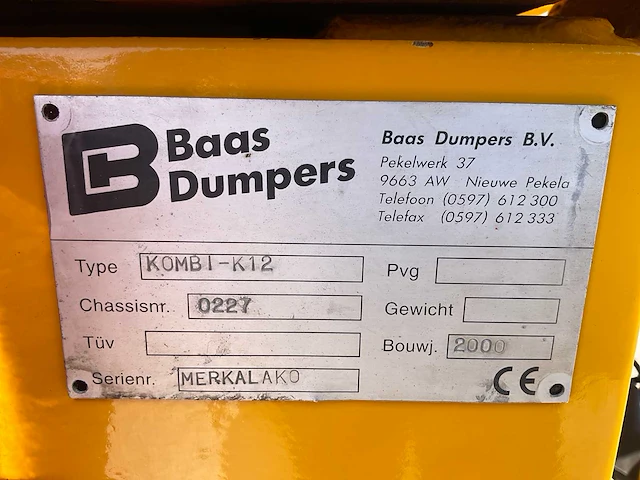 B Baas
Dumpers
Baas Dumpers B.V.
Pekelwerk 37
9663 AW Nieuwe Pekela
Telefoon (0597) 612 300
Telefax (0597) 612 333
Type KOMBI-K12
Pvg
Chassisnr. 0227
Gewicht
Tüv
Bouwj. 2000
Serienr. MERKALAKO
CE